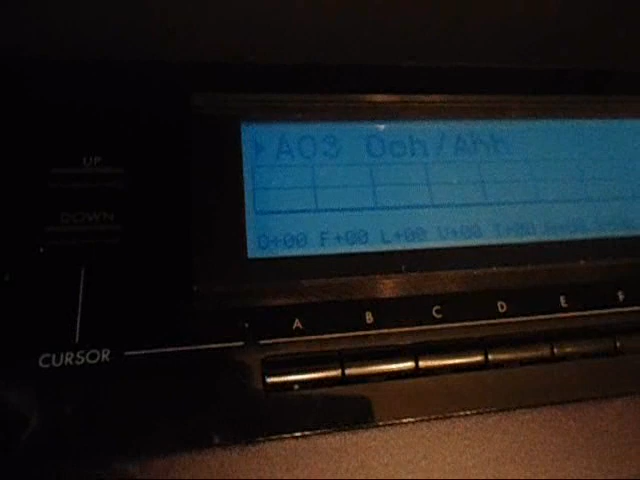 UP
DOWN
CURSOR
A03 Ooh/Ahh
O+00 F+00 L+00 U+00
A B C D E F